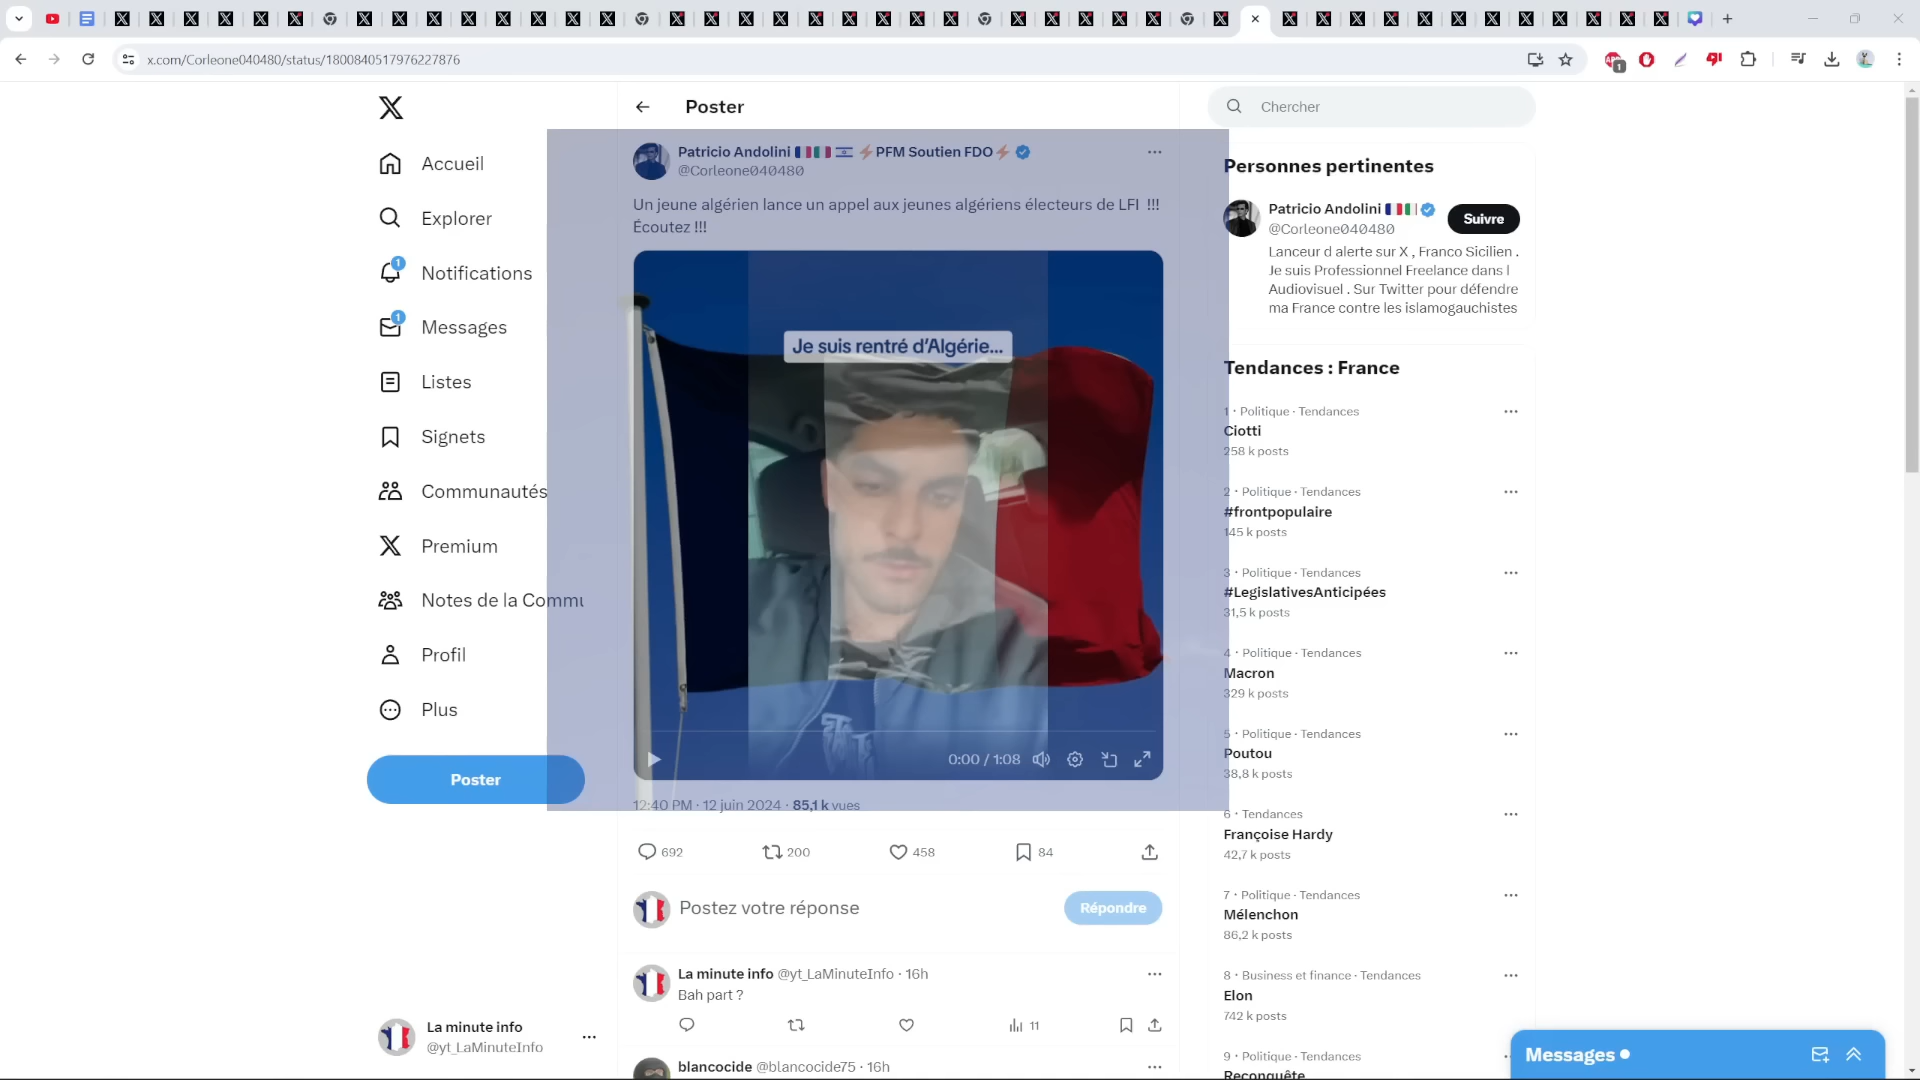 x.com/Corleone040480/status/1800840517976227876
1
Accueil
Explorer
1
Notifications
1
Messages
Listes
Signets
Communautés
Premium
Notes de la Commu
Profil
Plus
Poster
La minute info
@yt_LaMinuteInfo
Poster
Patricio Andolini PFM Soutien FDO
@Corleone040480
Un jeune algérien lance un appel aux jeunes algériens électeurs de LFI !!!
Écoutez !!!
Je suis rentré d'Algérie...
0:00 / 1:08
12:40 PM · 12 juin 2024 · 85,1 k vues
692
200
458
84
Postez votre réponse
Répondre
La minute info @yt_LaMinuteInfo · 16h
Bah part ?
11
blancocide @blancocide75 · 16h
Chercher
Personnes pertinentes
Patricio Andolini
@Corleone040480
Suivre
Lanceur d alerte sur X , Franco Sicilien .
Je suis Professionnel Freelance dans l
Audiovisuel . Sur Twitter pour défendre
ma France contre les islamogauchistes
Tendances : France
1 · Politique · Tendances
Ciotti
258 k posts
2 · Politique · Tendances
#frontpopulaire
145 k posts
3 · Politique · Tendances
#LegislativesAnticipées
31,5 k posts
4 · Politique · Tendances
Macron
329 k posts
5 · Politique · Tendances
Poutou
38,8 k posts
6 · Tendances
Françoise Hardy
42,7 k posts
7 · Politique · Tendances
Mélenchon
86,2 k posts
8 · Business et finance · Tendances
Elon
742 k posts
9 · Politique · Tendances
Reconquête
Messages